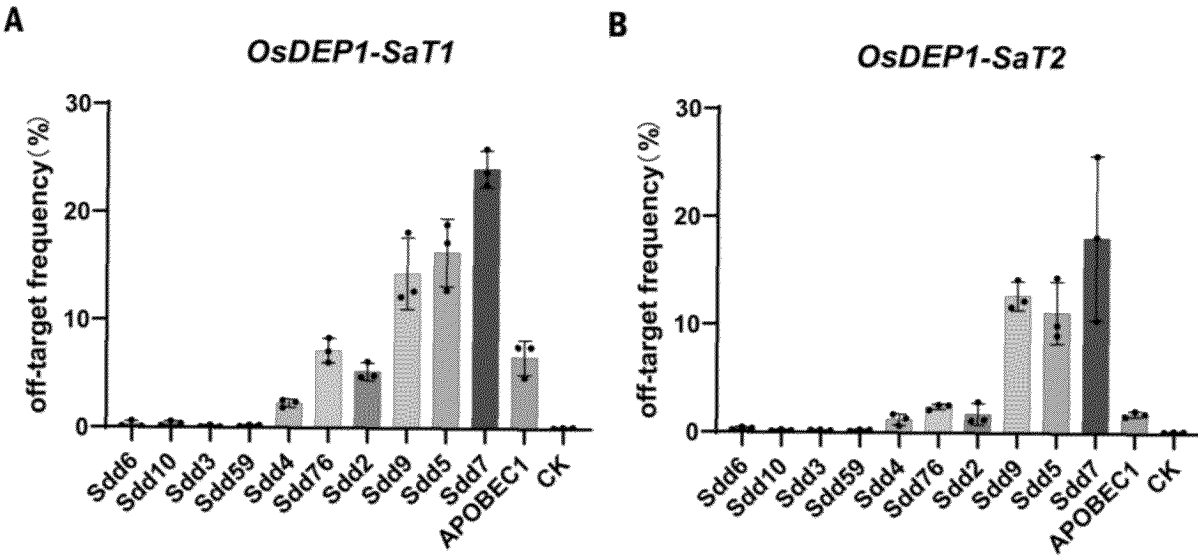 A
OsDEP1-SaT1
off-target frequency(%)
30
20
10
0
Sdd6
Sdd10
Sdd3
Sdd59
Sdd4
Sdd76
Sdd2
Sdd9
Sdd5
Sdd7
APOBEC1
CK
B
OsDEP1-SaT2
off-target frequency(%)
30
20
10
0
Sdd6
Sdd10
Sdd3
Sdd59
Sdd4
Sdd76
Sdd2
Sdd9
Sdd5
Sdd7
APOBEC1
CK